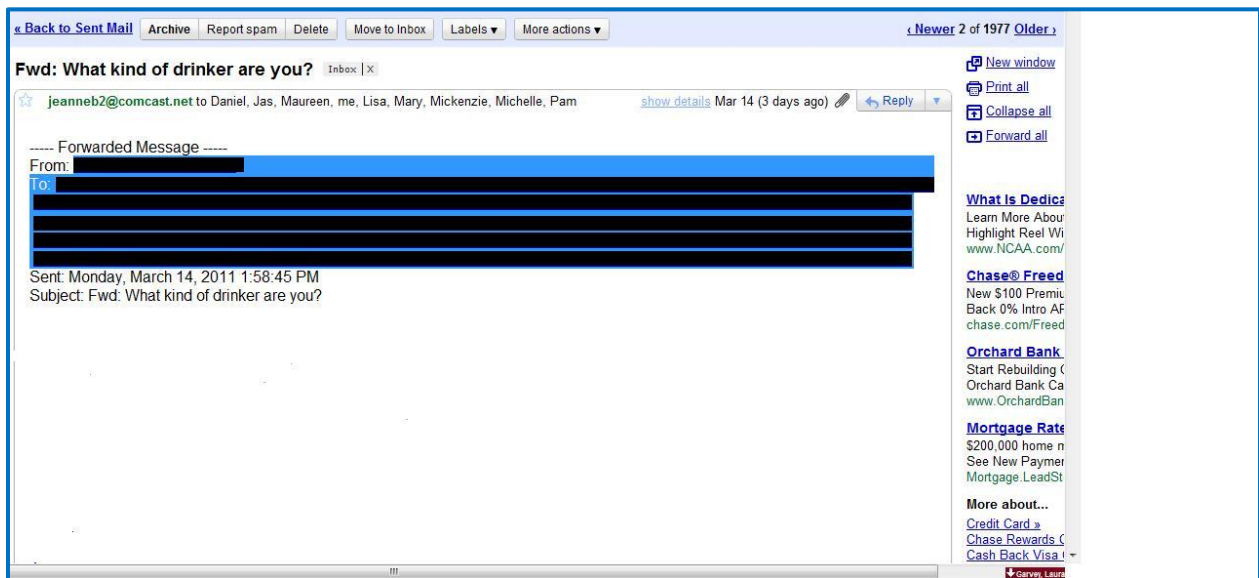 « Back to Sent Mail Archive Report spam Delete Move to Inbox Labels ▾ More actions ▾ ‹ Newer 2 of 1977 Older ›
Fwd: What kind of drinker are you? Inbox | X
jeanneb2@comcast.net to Daniel, Jas, Maureen, me, Lisa, Mary, Mickenzie, Michelle, Pam show details Mar 14 (3 days ago) Reply
----- Forwarded Message -----
From:
To:
Sent: Monday, March 14, 2011 1:58:45 PM
Subject: Fwd: What kind of drinker are you?
New window
Print all
Collapse all
Forward all
What Is Dedica
Learn More Abou
Highlight Reel Wi
www.NCAA.com/
Chase® Freed
New $100 Premiu
Back 0% Intro AP
chase.com/Freed
Orchard Bank
Start Rebuilding C
Orchard Bank Ca
www.OrchardBan
Mortgage Rate
$200,000 home m
See New Paymen
Mortgage.LeadSt
More about...
Credit Card »
Chase Rewards C
Cash Back Visa
Garvey, Laura